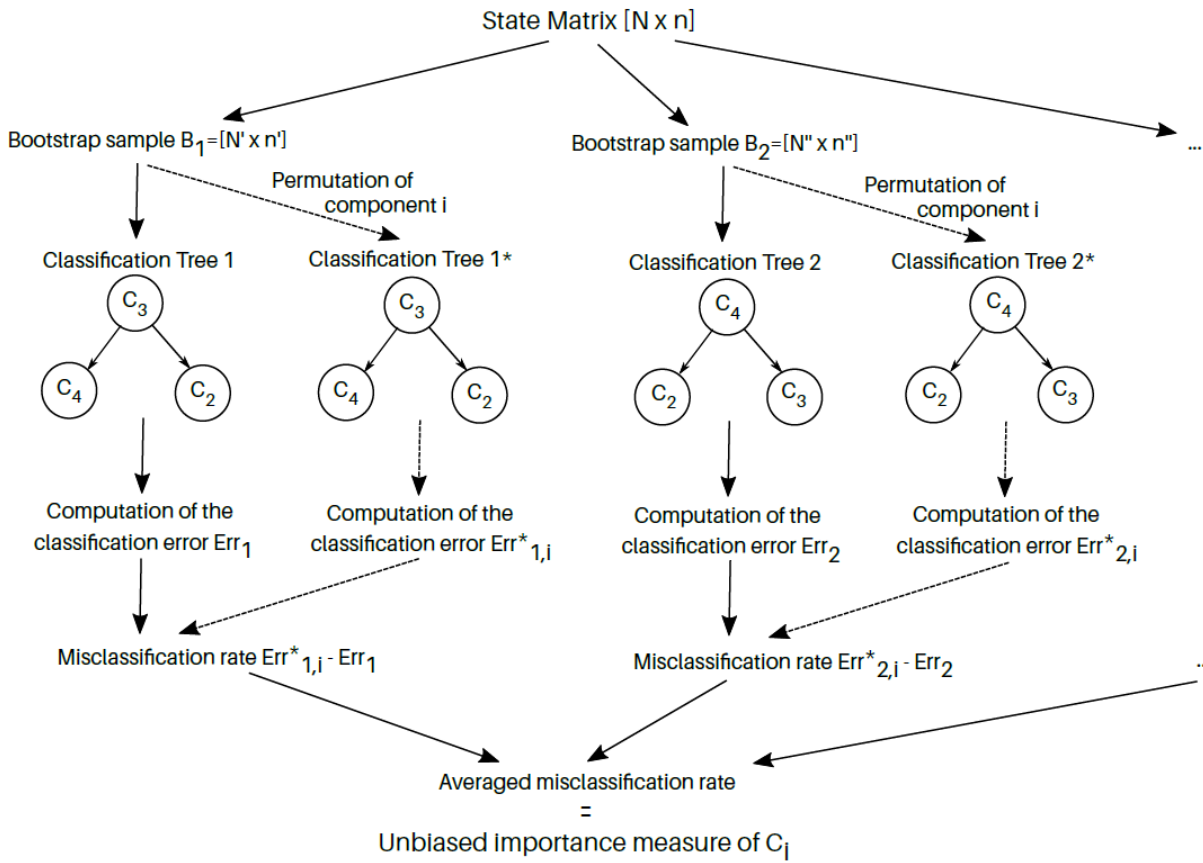 State Matrix [N x n]
Bootstrap sample B1=[N' x n']
Bootstrap sample B2=[N" x n"]
...
Permutation of
component i
Permutation of
component i
Classification Tree 1
Classification Tree 1*
Classification Tree 2
Classification Tree 2*
C3
C3
C4
C4
C4
C2
C4
C2
C2
C3
C2
C3
Computation of the
classification error Err1
Computation of the
classification error Err*1,i
Computation of the
classification error Err2
Computation of the
classification error Err*2,i
Misclassification rate Err*1,i - Err1
Misclassification rate Err*2,i - Err2
..
Averaged misclassification rate
=
Unbiased importance measure of Ci